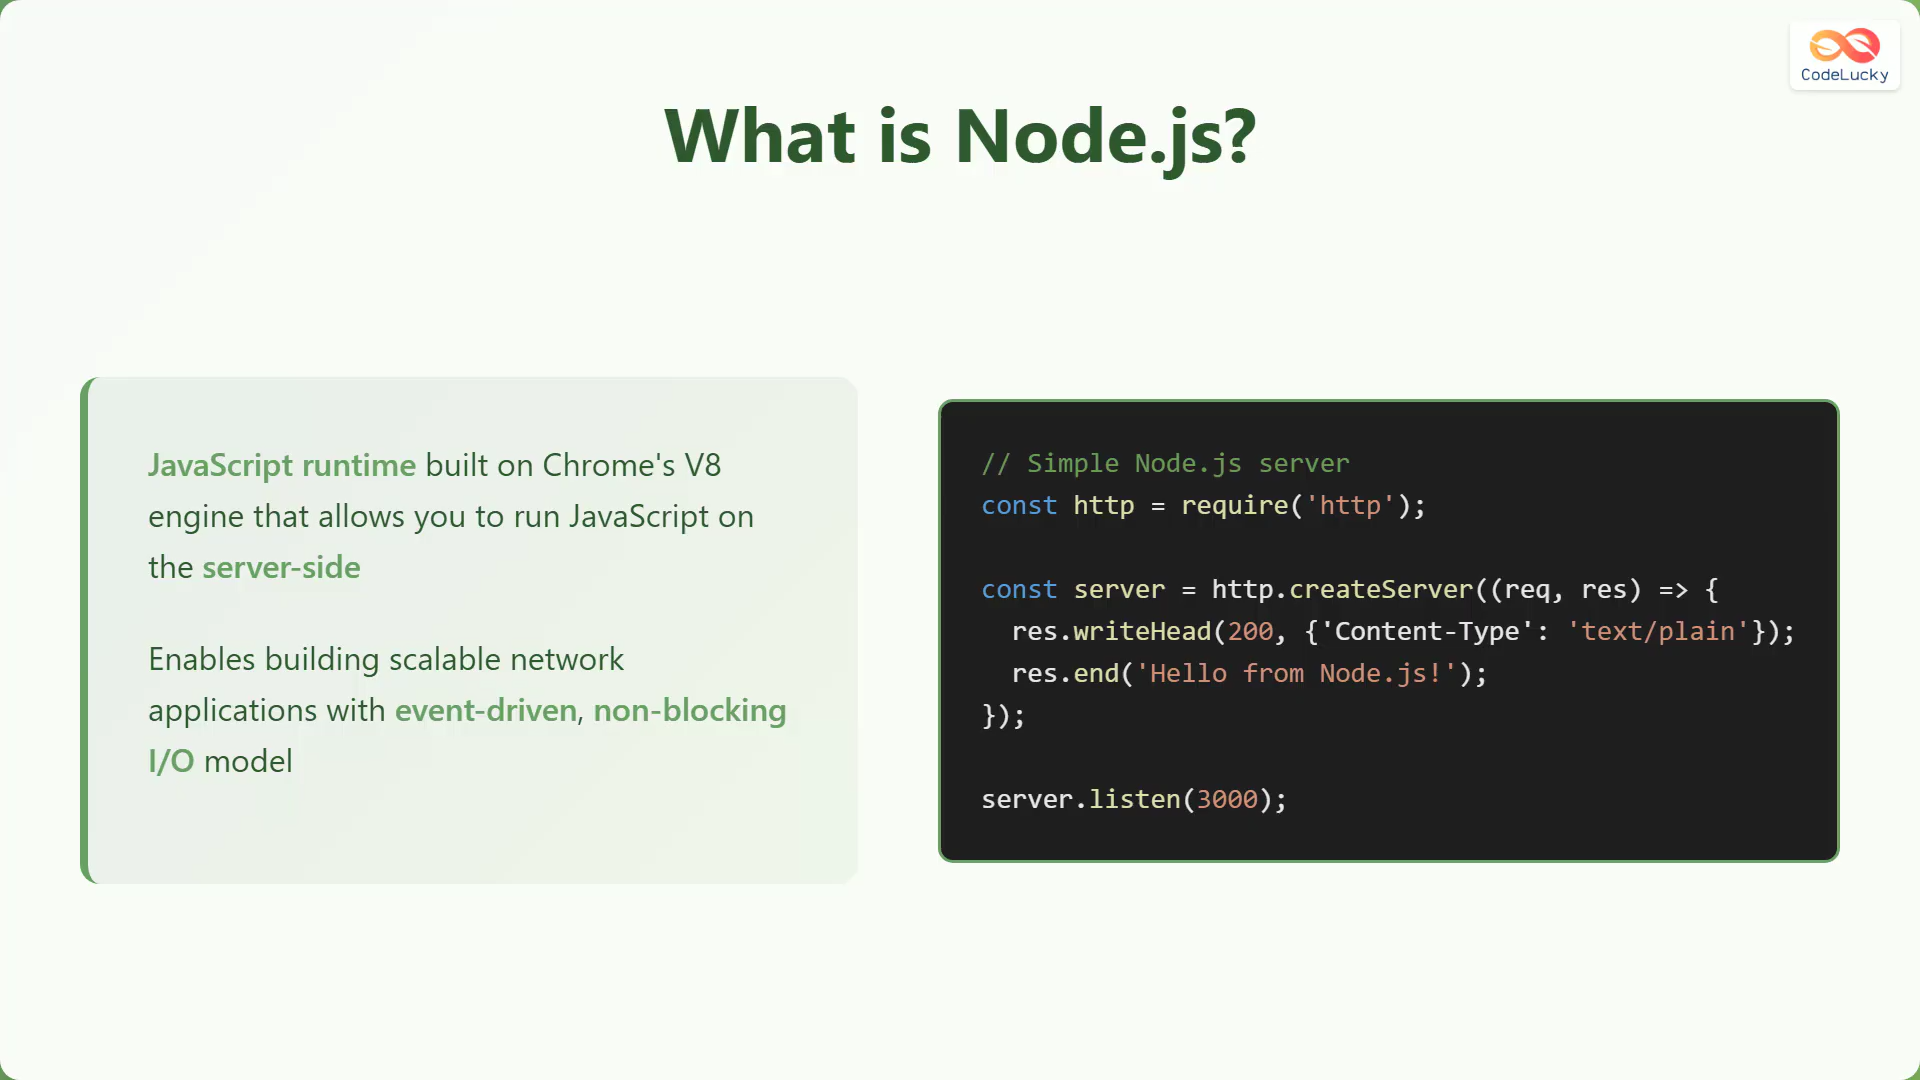 CodeLucky
What is Node.js?
JavaScript runtime built on Chrome's V8
engine that allows you to run JavaScript on
the server-side
Enables building scalable network
applications with event-driven, non-blocking
I/O model
// Simple Node.js server
const http = require('http');
const server = http.createServer((req, res) => {
  res.writeHead(200, {'Content-Type': 'text/plain'});
  res.end('Hello from Node.js!');
});
server.listen(3000);